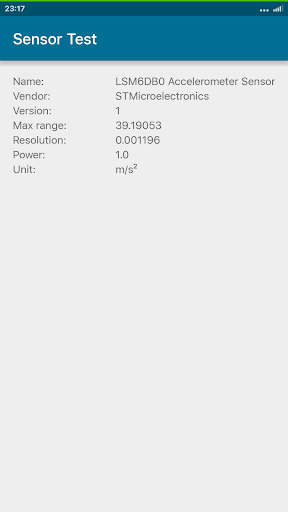 23:17
Sensor Test
Name: LSM6DB0 Accelerometer Sensor
Vendor: STMicroelectronics
Version: 1
Max range: 39.19053
Resolution: 0.001196
Power: 1.0
Unit: m/s²